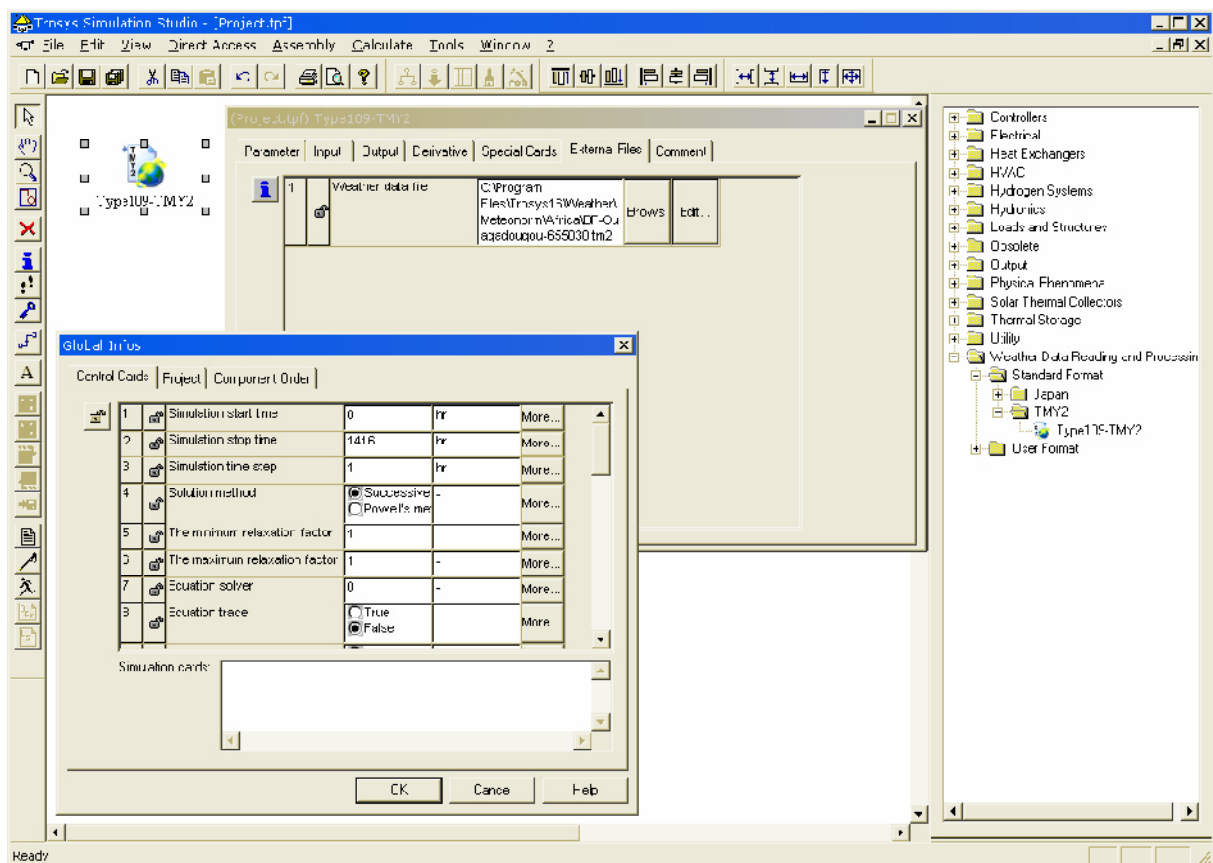 Trnsys Simulation Studio - [Project.tpf]
File Edit View Direct Access Assembly Calculate Tools Window ?
(Project.tpf) Type109-TMY2
Parameter Input Output Derivative Special Cards External Files Comment
1 Weather data file
C:\Program
Files\Trnsys16\Weather\
Meteonorm\Africa\
agadougou-655030.tm2
Brows
Edit...
TMY2
Type109-TMY2
Global Infos
Control Cards Project Component Order
1 Simulation start time 0 hr More...
2 Simulation stop time 1416 hr More...
3 Simulation time step 1 hr More...
4 Solution method Successive - More...
Powell's me
5 The minimum relaxation factor 1 More...
6 The maximum relaxation factor 1 - More...
7 Equation solver 0 - More...
8 Equation trace True More
False
Simulation cards:
OK Cancel Help
Controllers
Electrical
Heat Exchangers
HVAC
Hydrogen Systems
Hydronics
Loads and Structures
Obsolete
Output
Physical Phenomena
Solar Thermal Collectors
Thermal Storage
Utility
Weather Data Reading and Processin
Standard Format
Japan
TMY2
Type109-TMY2
User Format
Ready